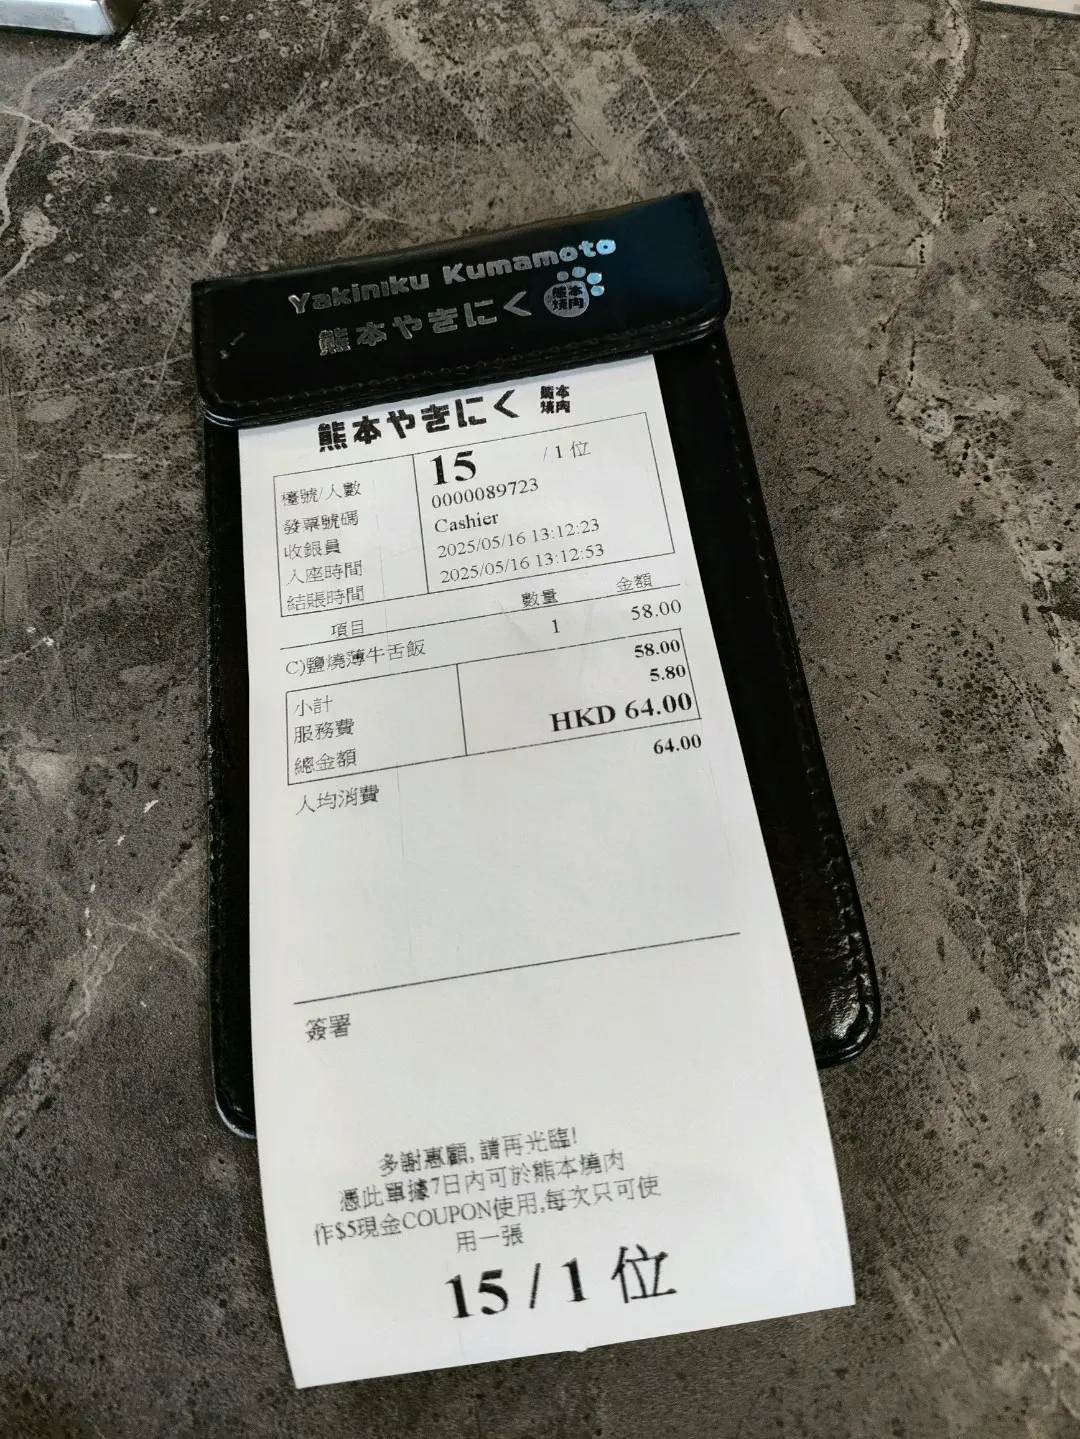 Yakiniku Kumamoto
熊本やきにく 熊本燒肉
熊本やきにく 熊本燒肉
檯號/人數 15 / 1 位
發票號碼 0000089723
收銀員 Cashier
入座時間 2025/05/16 13:12:23
結賬時間 2025/05/16 13:12:53
項目 數量 金額
C)鹽燒薄牛舌飯 1 58.00
小計 58.00
服務費 5.80
總金額 HKD 64.00
人均消費 64.00
簽署
多謝惠顧, 請再光臨!
憑此單據7日內可於熊本燒肉
作$5現金COUPON使用,每次只可使
用一張
15 / 1 位